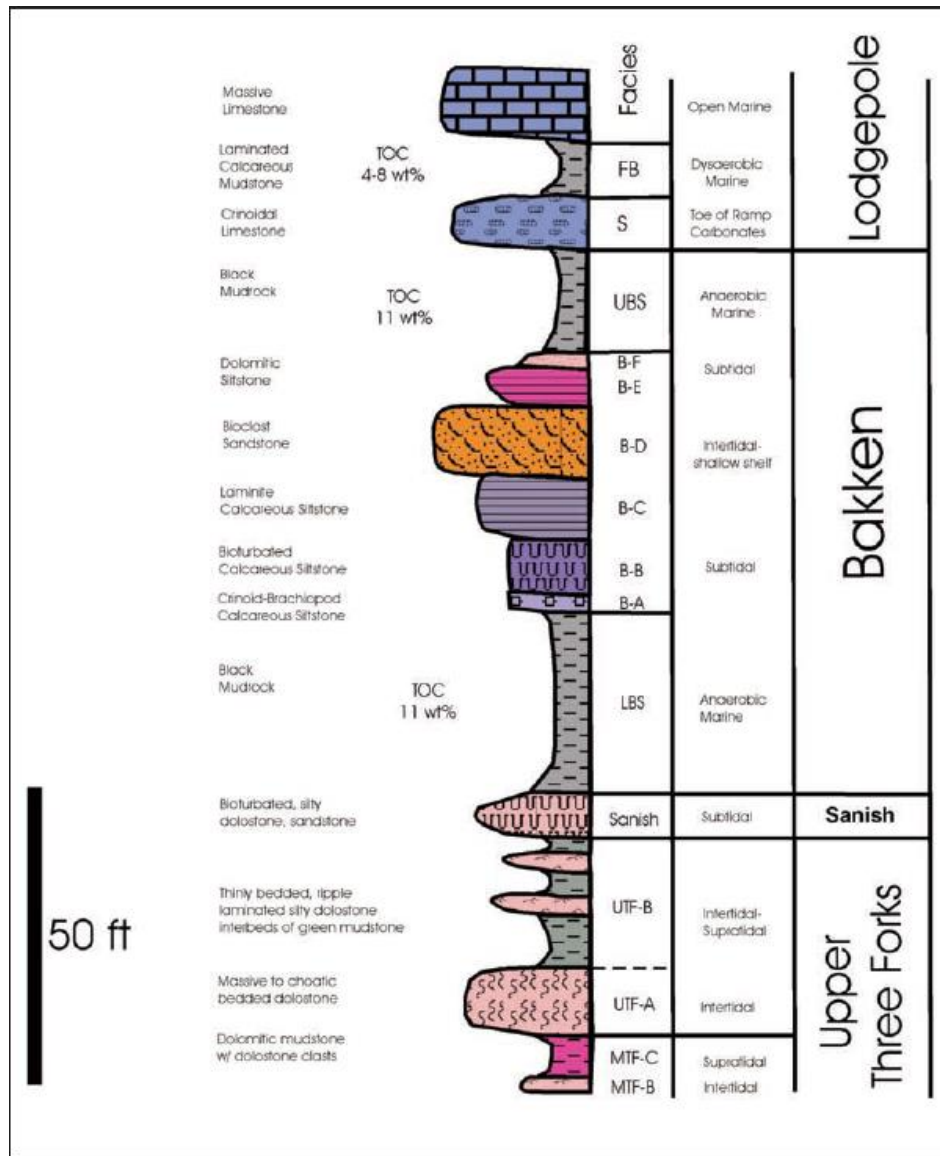 Facies
Lodgepole
Massive
Limestone
Open Marine
Laminated
Calcareous
Mudstone
TOC
4-8 wt%
FB
Dysaerobic
Marine
Crinoidal
Limestone
S
Toe of Ramp
Carbonates
Black
Mudrock
TOC
11 wt%
UBS
Anaerobic
Marine
Bakken
Dolomitic
Siltstone
B-F
B-E
Subtidal
Bioclast
Sandstone
B-D
Intertidal-
shallow shelf
Laminite
Calcareous Siltstone
B-C
Bioturbated
Calcareous Siltstone
B-B
Subtidal
Crinoid-Brachiopod
Calcareous Siltstone
B-A
Black
Mudrock
TOC
11 wt%
LBS
Anaerobic
Marine
Bioturbated, silty
dolostone, sandstone
Sanish
Subtidal
Sanish
Thinly bedded, ripple
laminated silty dolostone
interbeds of green mudstone
UTF-B
Intertidal-
Supratidal
Upper
Three Forks
50 ft
Massive to choatic
bedded dolostone
UTF-A
Intertidal
Dolomitic mudstone
w/ dolostone clasts
MTF-C
Supratidal
MTF-B
Intertidal